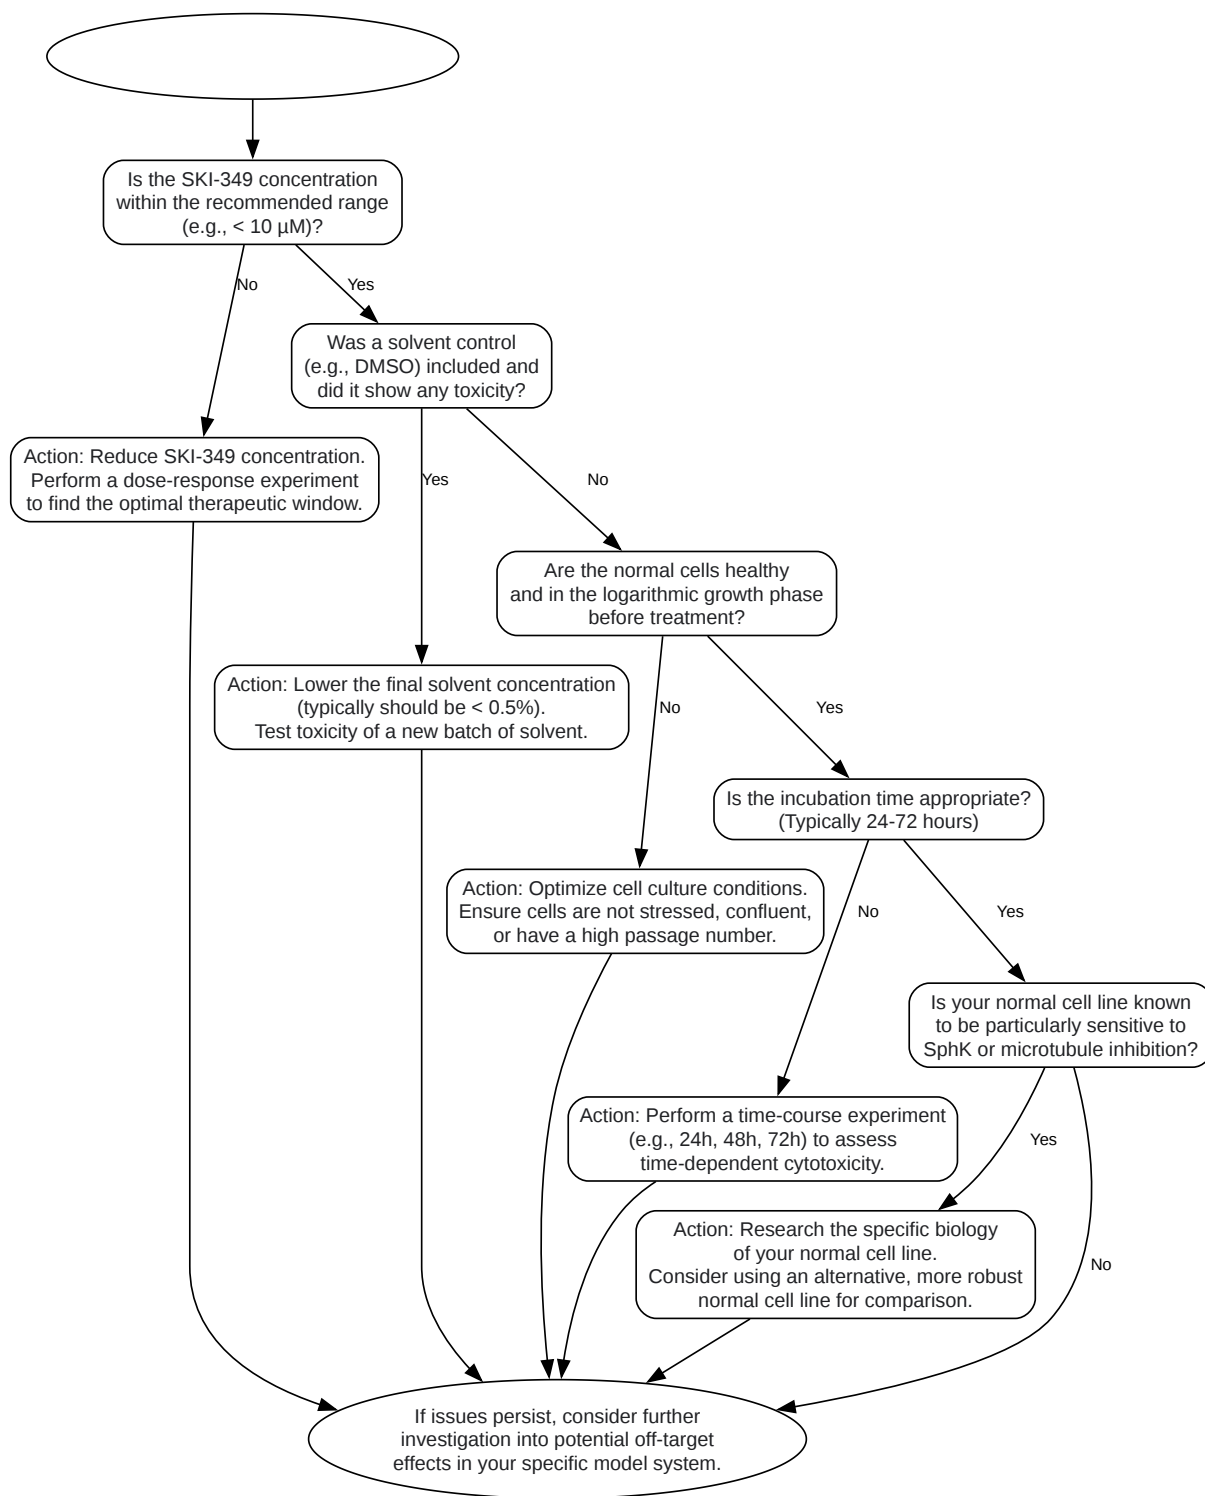 Is the SKI-349 concentration
within the recommended range
(e.g., < 10 µM)?
No
Yes
Was a solvent control
(e.g., DMSO) included and
did it show any toxicity?
Action: Reduce SKI-349 concentration.
Perform a dose-response experiment
to find the optimal therapeutic window.
Yes
No
Are the normal cells healthy
and in the logarithmic growth phase
before treatment?
Action: Lower the final solvent concentration
(typically should be < 0.5%).
Test toxicity of a new batch of solvent.
No
Yes
Is the incubation time appropriate?
(Typically 24-72 hours)
Action: Optimize cell culture conditions.
Ensure cells are not stressed, confluent,
or have a high passage number.
No
Yes
Is your normal cell line known
to be particularly sensitive to
SphK or microtubule inhibition?
Action: Perform a time-course experiment
(e.g., 24h, 48h, 72h) to assess
time-dependent cytotoxicity.
Yes
Action: Research the specific biology
of your normal cell line.
Consider using an alternative, more robust
normal cell line for comparison.
No
If issues persist, consider further
investigation into potential off-target
effects in your specific model system.